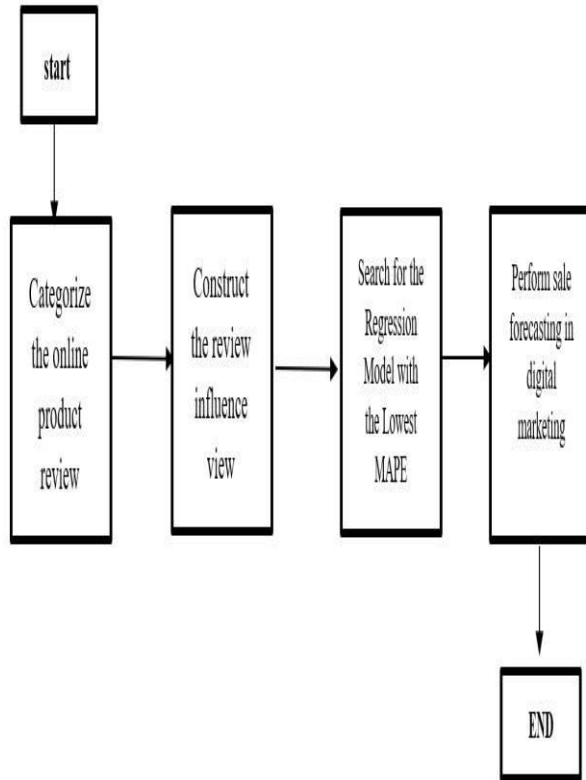 start
Categorize
the online
product
review
Construct
the review
influence
view
Search for the
Regression
Model with
the Lowest
MAPE
Perform sale
forecasting in
digital
marketing
END